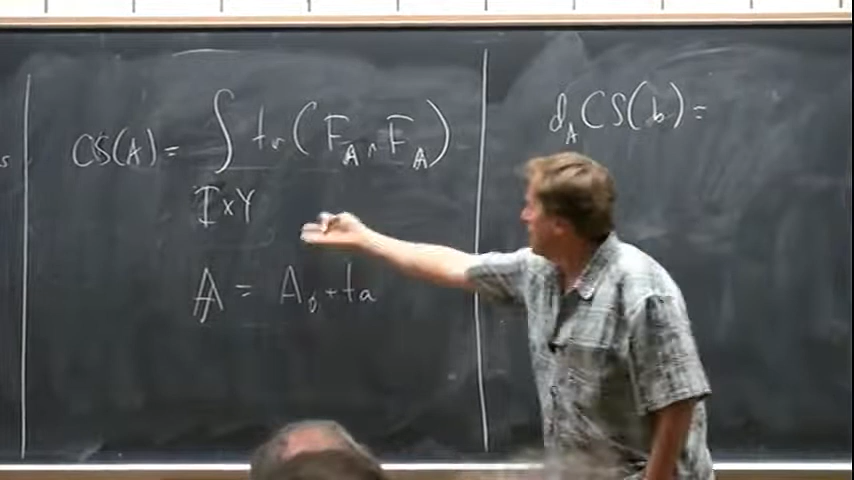 s
CS(A) = ∫ tr(F_𝔸 ∧ F_𝔸)
I×Y
𝔸 = A_0 + ta
d_A CS(b) =